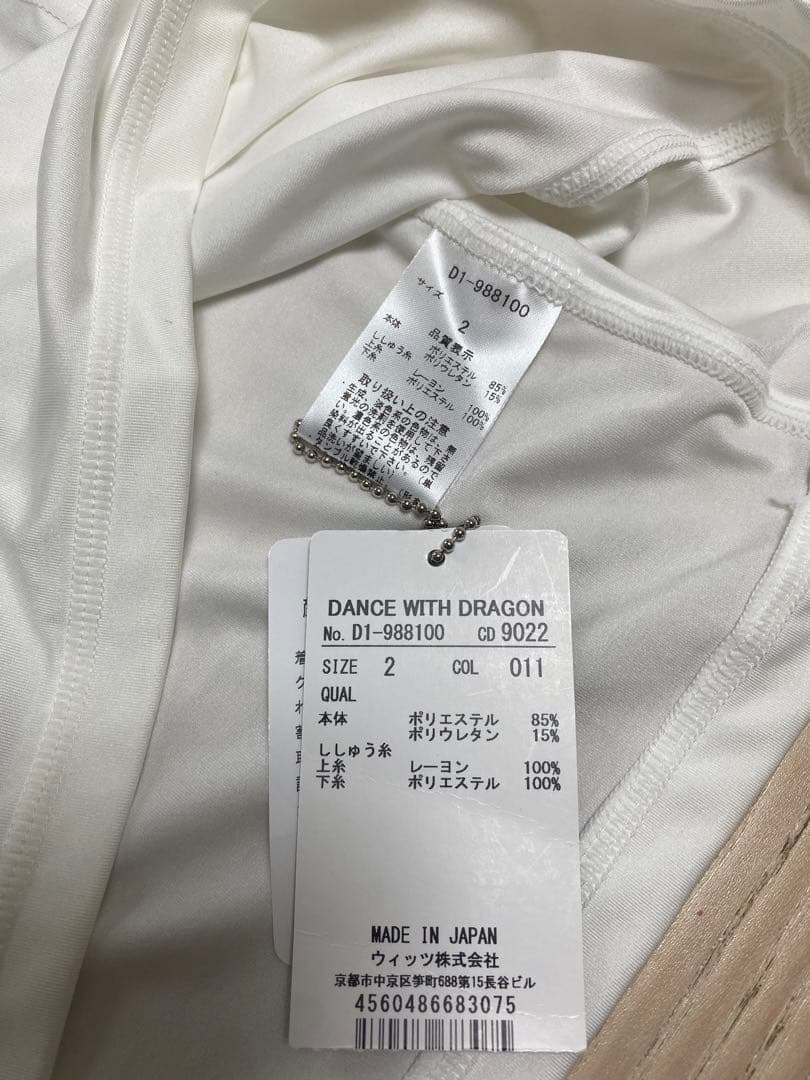 D1-988100
サイズ
2
品質表示
本体 ポリエステル 85%
ポリウレタン 15%
ししゅう糸
上糸 レーヨン 100%
下糸 ポリエステル 100%
取り扱い上の注意
DANCE WITH DRAGON
No. D1-988100 CD 9022
SIZE 2 COL 011
QUAL
本体 ポリエステル 85%
ポリウレタン 15%
ししゅう糸
上糸 レーヨン 100%
下糸 ポリエステル 100%
MADE IN JAPAN
ウィッツ株式会社
京都市中京区笋町688第15長谷ビル
4560486683075